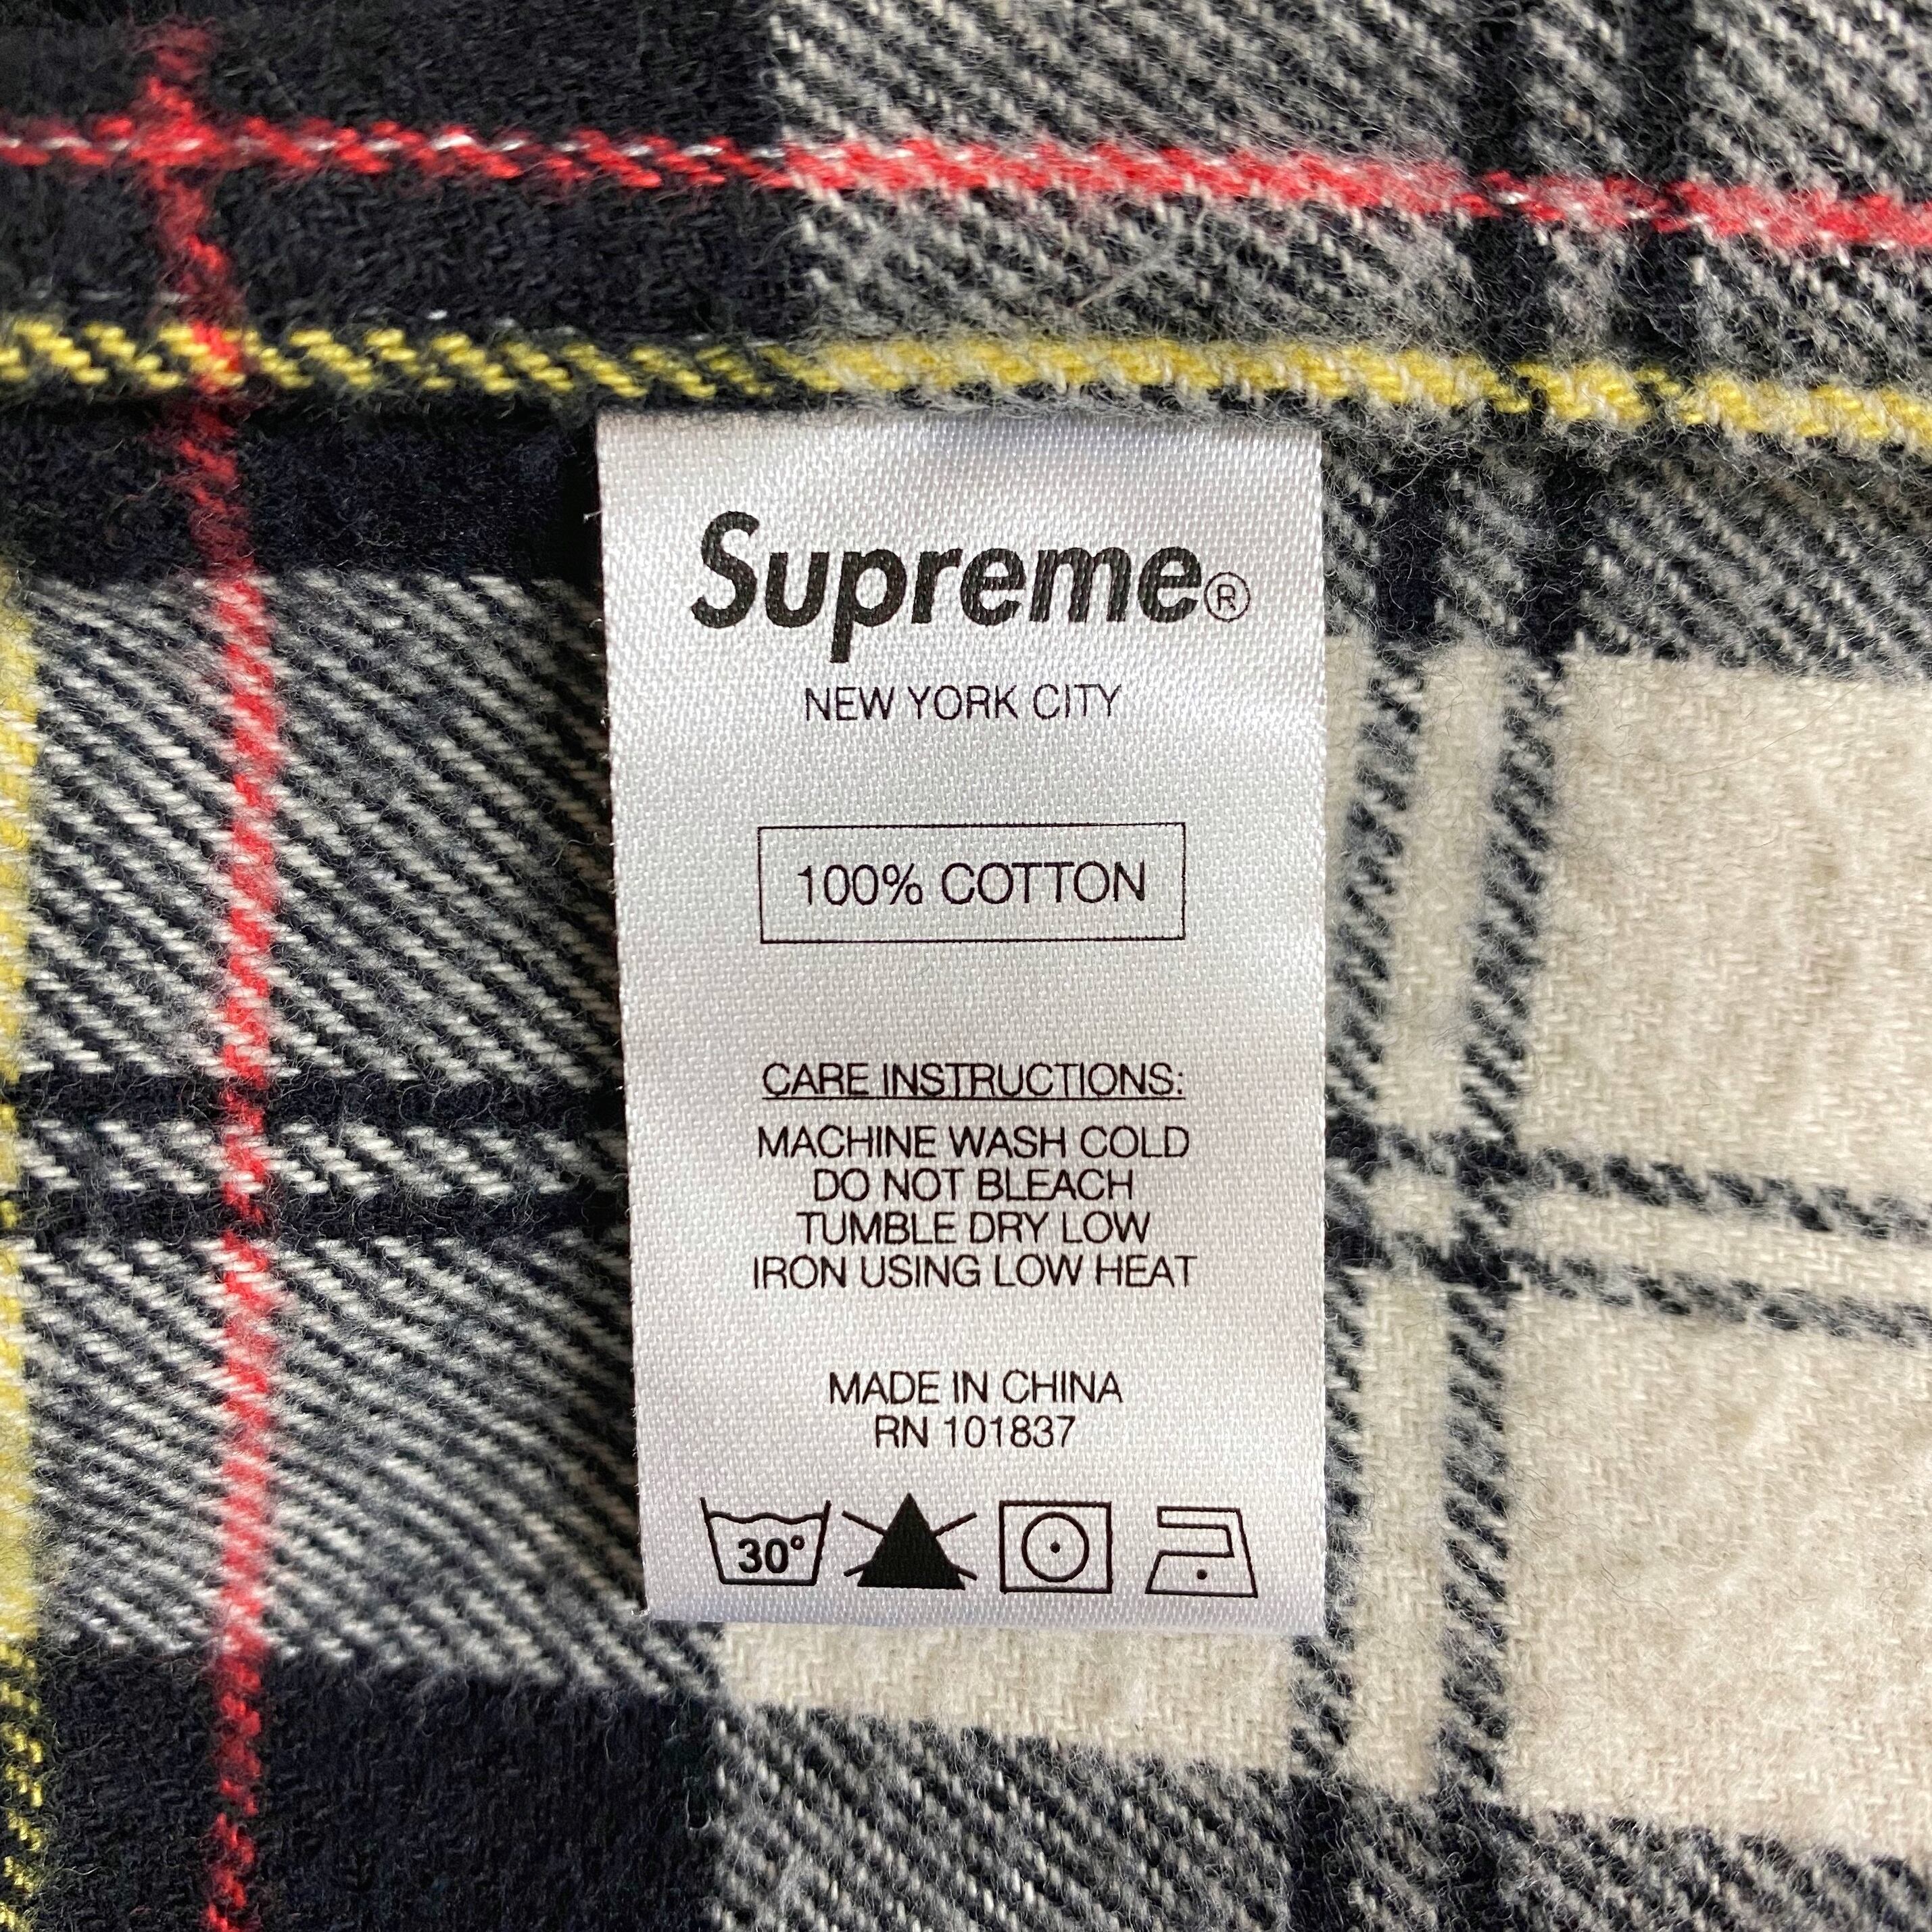 Supreme®
NEW YORK CITY
100% COTTON
CARE INSTRUCTIONS:
MACHINE WASH COLD
DO NOT BLEACH
TUMBLE DRY LOW
IRON USING LOW HEAT
MADE IN CHINA
RN 101837
30°